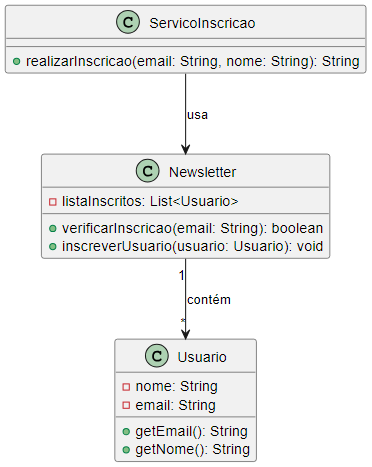 C ServicoInscricao
realizarInscricao(email: String, nome: String): String
usa
C Newsletter
listaInscritos: List<Usuario>
verificarInscricao(email: String): boolean
inscreverUsuario(usuario: Usuario): void
1
contém
*
C Usuario
nome: String
email: String
getEmail(): String
getNome(): String